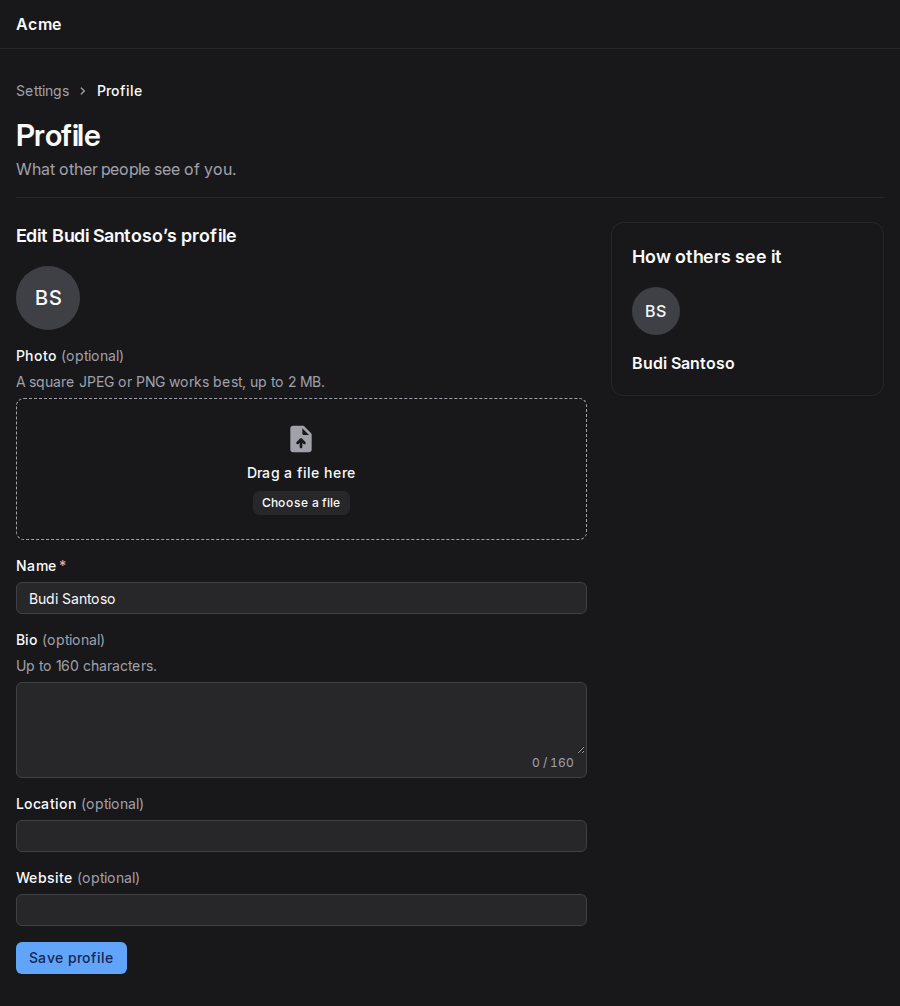 Acme
Settings › Profile
Profile
What other people see of you.
Edit Budi Santoso’s profile
BS
Photo (optional)
A square JPEG or PNG works best, up to 2 MB.
Drag a file here
Choose a file
Name *
Budi Santoso
Bio (optional)
Up to 160 characters.
0 / 160
Location (optional)
Website (optional)
Save profile
How others see it
BS
Budi Santoso